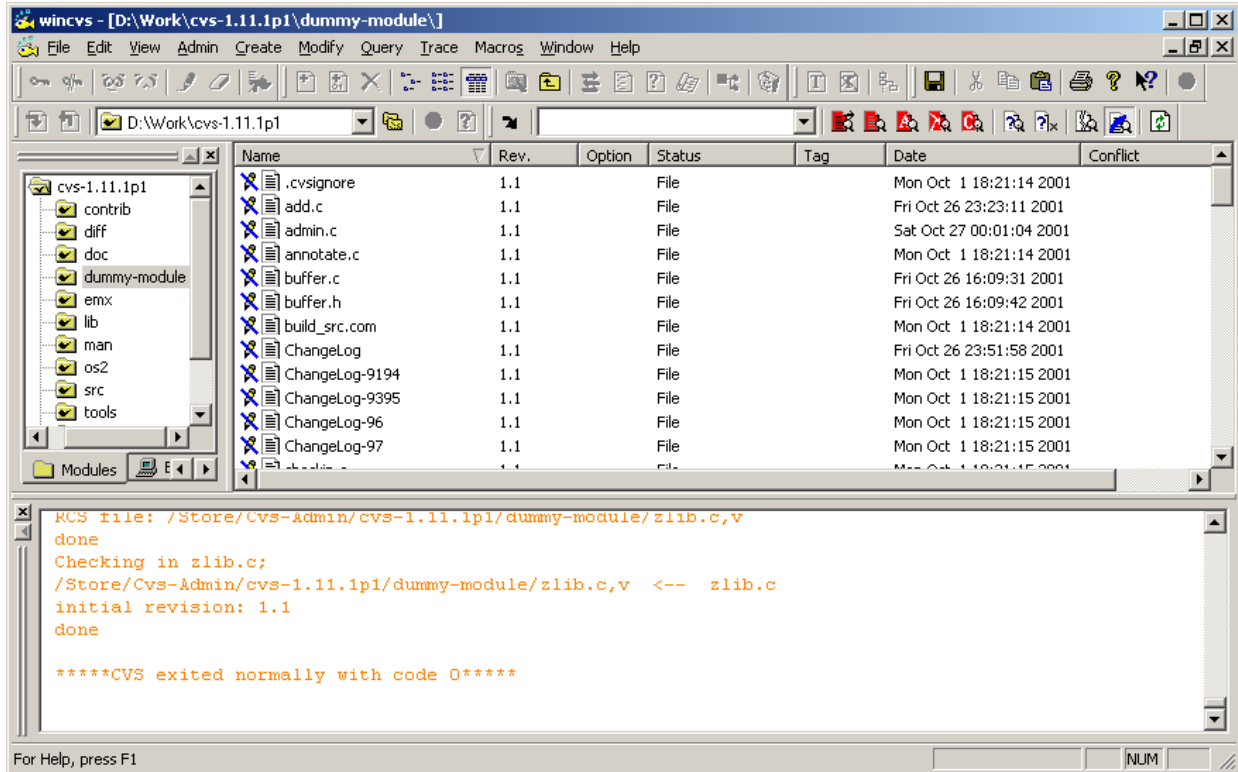 wincvs - [D:\Work\cvs-1.11.1p1\dummy-module\]
File Edit View Admin Create Modify Query Trace Macros Window Help
D:\Work\cvs-1.11.1p1
Name Rev. Option Status Tag Date Conflict
cvs-1.11.1p1
contrib
diff
doc
dummy-module
emx
lib
man
os2
src
tools
Modules
.cvsignore 1.1 File Mon Oct 1 18:21:14 2001
add.c 1.1 File Fri Oct 26 23:23:11 2001
admin.c 1.1 File Sat Oct 27 00:01:04 2001
annotate.c 1.1 File Mon Oct 1 18:21:14 2001
buffer.c 1.1 File Fri Oct 26 16:09:31 2001
buffer.h 1.1 File Fri Oct 26 16:09:42 2001
build_src.com 1.1 File Mon Oct 1 18:21:14 2001
ChangeLog 1.1 File Fri Oct 26 23:51:58 2001
ChangeLog-9194 1.1 File Mon Oct 1 18:21:15 2001
ChangeLog-9395 1.1 File Mon Oct 1 18:21:15 2001
ChangeLog-96 1.1 File Mon Oct 1 18:21:15 2001
ChangeLog-97 1.1 File Mon Oct 1 18:21:15 2001
RCS file: /Store/Cvs-Admin/cvs-1.11.1p1/dummy-module/zlib.c,v
done
Checking in zlib.c;
/Store/Cvs-Admin/cvs-1.11.1p1/dummy-module/zlib.c,v <-- zlib.c
initial revision: 1.1
done
*****CVS exited normally with code 0*****
For Help, press F1
NUM